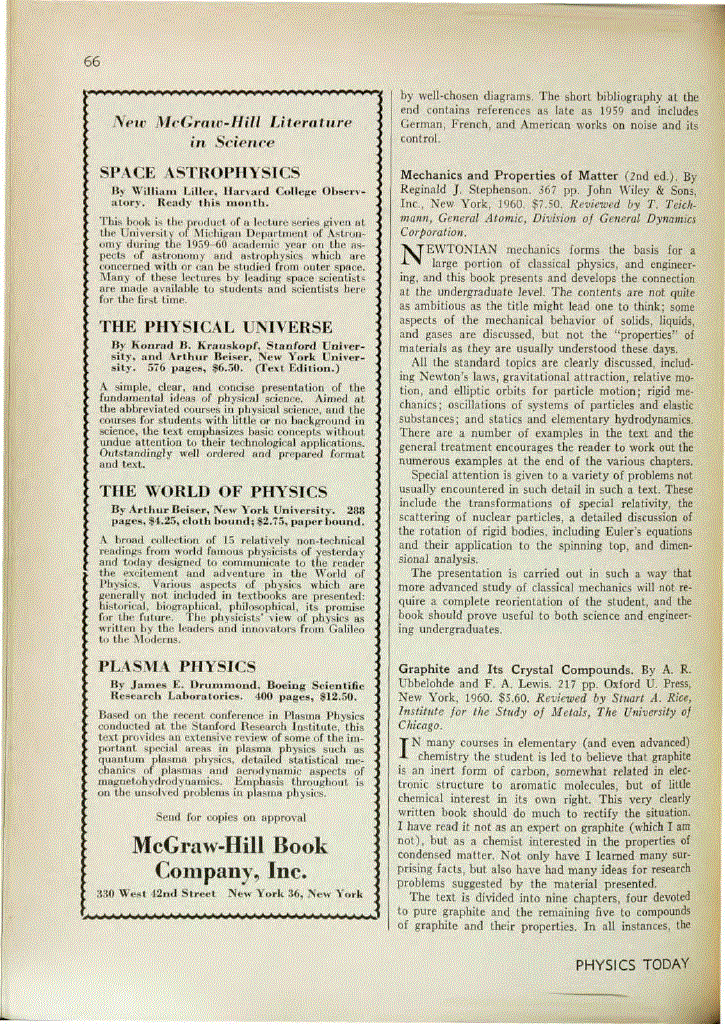 66
New McGraw-Hill Literature
in Science
SPACE ASTROPHYSICS
By William Liller, Harvard College Observ-
atory. Ready this month.
This book is the product of a lecture series given at
the University of Michigan Department of Astron-
omy during the 1959-60 academic year on the as-
pects of astronomy and astrophysics which are
concerned with or can be studied from outer space.
Many of these lectures by leading space scientists
are made available to students and scientists here
for the first time.
THE PHYSICAL UNIVERSE
By Konrad B. Krauskopf, Stanford Univer-
sity, and Arthur Beiser, New York Univer-
sity. 576 pages, $6.50. (Text Edition.)
A simple, clear, and concise presentation of the
fundamental ideas of physical science. Aimed at
the abbreviated courses in physical science, and the
courses for students with little or no background in
science, the text emphasizes basic concepts without
undue attention to their technological applications.
Outstandingly well ordered and prepared format
and text.
THE WORLD OF PHYSICS
By Arthur Beiser, New York University. 288
pages, $4.25, cloth bound; $2.75, paper bound.
A broad collection of 15 relatively non-technical
readings from world famous physicists of yesterday
and today designed to communicate to the reader
the excitement and adventure in the World of
Physics. Various aspects of physics which are
generally not included in textbooks are presented:
historical, biographical, philosophical, its promise
for the future. The physicists' view of physics as
written by the leaders and innovators from Galileo
to the Moderns.
PLASMA PHYSICS
By James E. Drummond, Boeing Scientific
Research Laboratories. 400 pages, $12.50.
Based on the recent conference in Plasma Physics
conducted at the Stanford Research Institute, this
text provides an extensive review of some of the im-
portant special areas in plasma physics such as
quantum plasma physics, detailed statistical me-
chanics of plasmas and aerodynamic aspects of
magnetohydrodynamics. Emphasis throughout is
on the unsolved problems in plasma physics.
Send for copies on approval
McGraw-Hill Book
Company, Inc.
330 West 42nd Street New York 36, New York
by well-chosen diagrams. The short bibliography at the
end contains references as late as 1959 and includes
German, French, and American works on noise and its
control.
Mechanics and Properties of Matter (2nd ed.). By
Reginald J. Stephenson. 367 pp. John Wiley & Sons,
Inc., New York, 1960. $7.50. Reviewed by T. Teich-
mann, General Atomic, Division of General Dynamics
Corporation.
NEWTONIAN mechanics forms the basis for a
large portion of classical physics, and engineer-
ing, and this book presents and develops the connection
at the undergraduate level. The contents are not quite
as ambitious as the title might lead one to think; some
aspects of the mechanical behavior of solids, liquids,
and gases are discussed, but not the "properties" of
materials as they are usually understood these days.
All the standard topics are clearly discussed, includ-
ing Newton's laws, gravitational attraction, relative mo-
tion, and elliptic orbits for particle motion; rigid me-
chanics; oscillations of systems of particles and elastic
substances; and statics and elementary hydrodynamics.
There are a number of examples in the text and the
general treatment encourages the reader to work out the
numerous examples at the end of the various chapters.
Special attention is given to a variety of problems not
usually encountered in such detail in such a text. These
include the transformations of special relativity, the
scattering of nuclear particles, a detailed discussion of
the rotation of rigid bodies, including Euler's equations
and their application to the spinning top, and dimen-
sional analysis.
The presentation is carried out in such a way that
more advanced study of classical mechanics will not re-
quire a complete reorientation of the student, and the
book should prove useful to both science and engineer-
ing undergraduates.
Graphite and Its Crystal Compounds. By A. R.
Ubbelohde and F. A. Lewis. 217 pp. Oxford U. Press,
New York, 1960. $5.60. Reviewed by Stuart A. Rice,
Institute for the Study of Metals, The University of
Chicago.
IN many courses in elementary (and even advanced)
chemistry the student is led to believe that graphite
is an inert form of carbon, somewhat related in elec-
tronic structure to aromatic molecules, but of little
chemical interest in its own right. This very clearly
written book should do much to rectify the situation.
I have read it not as an expert on graphite (which I am
not), but as a chemist interested in the properties of
condensed matter. Not only have I learned many sur-
prising facts, but also have had many ideas for research
problems suggested by the material presented.
The text is divided into nine chapters, four devoted
to pure graphite and the remaining five to compounds
of graphite and their properties. In all instances, the
PHYSICS TODAY